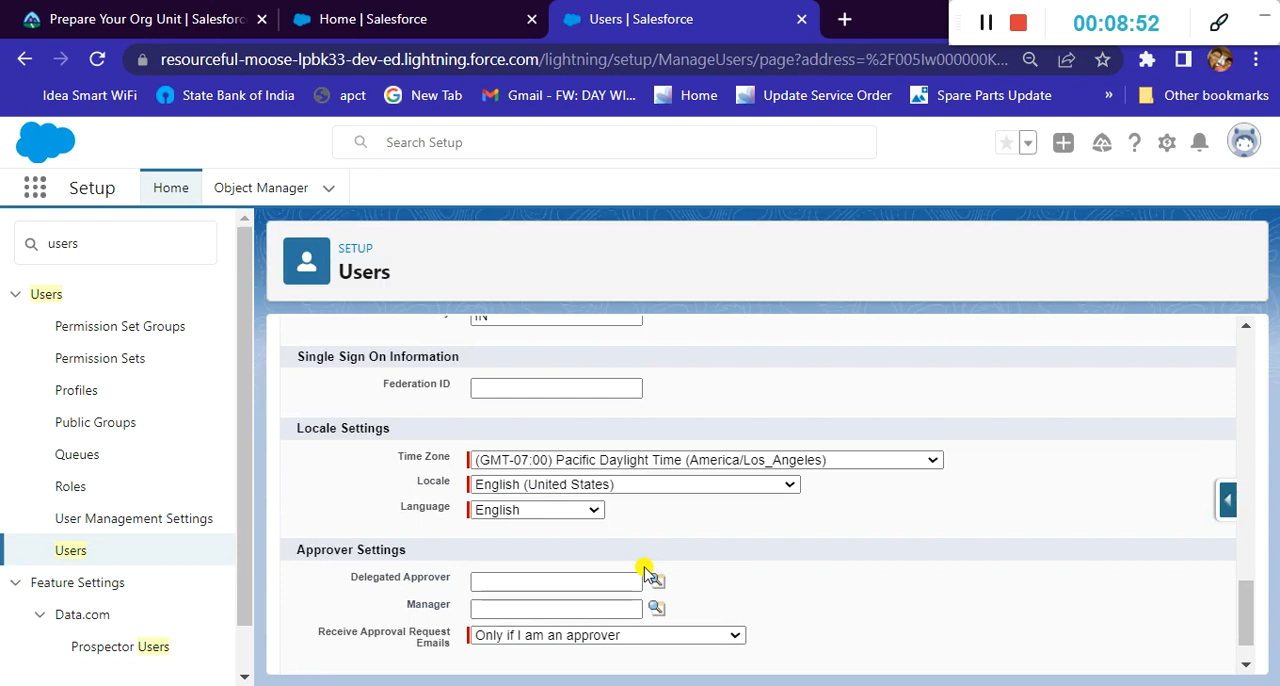 Prepare Your Org Unit | Salesforc
Home | Salesforce
Users | Salesforce
00:08:52
resourceful-moose-lpbk33-dev-ed.lightning.force.com/lightning/setup/ManageUsers/page?address=%2F005Iw000000K...
Idea Smart WiFi
State Bank of India
apct
New Tab
Gmail - FW: DAY WI...
Home
Update Service Order
Spare Parts Update
»
Other bookmarks
Search Setup
Setup
Home
Object Manager
users
SETUP
Users
Users
Permission Set Groups
Permission Sets
Profiles
Public Groups
Queues
Roles
User Management Settings
Users
Feature Settings
Data.com
Prospector Users
IN
Single Sign On Information
Federation ID
Locale Settings
Time Zone
(GMT-07:00) Pacific Daylight Time (America/Los_Angeles)
Locale
English (United States)
Language
English
Approver Settings
Delegated Approver
Manager
Receive Approval Request
Emails
Only if I am an approver